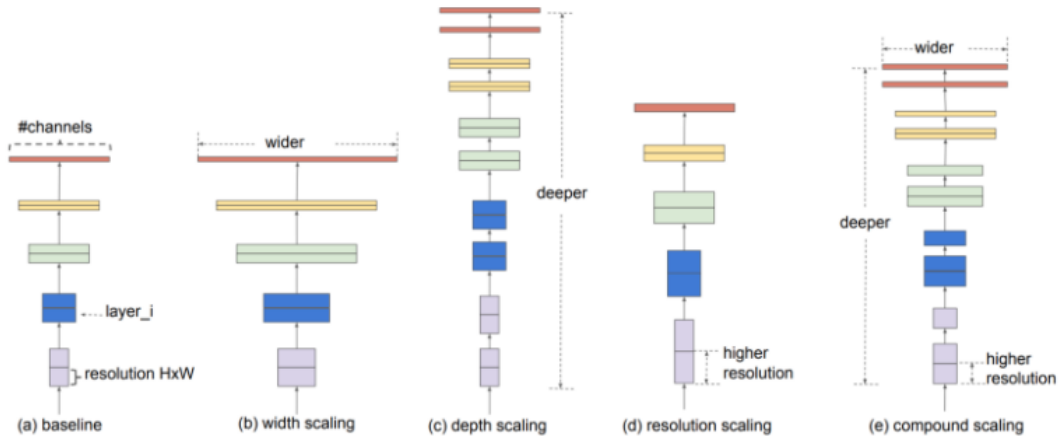 #channels
layer_i
resolution HxW
(a) baseline
wider
(b) width scaling
deeper
(c) depth scaling
higher
resolution
(d) resolution scaling
wider
deeper
higher
resolution
(e) compound scaling